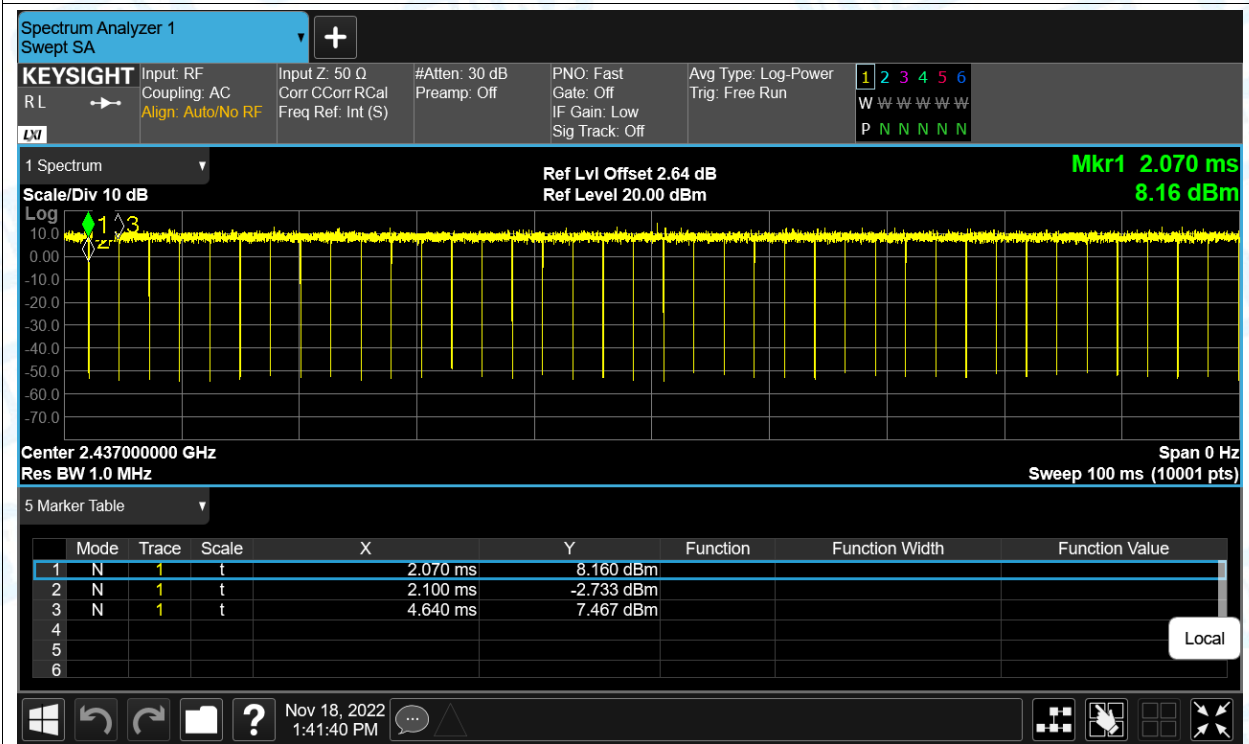 Spectrum Analyzer 1
Swept SA
KEYSIGHT
R L
LXI
Input: RF
Coupling: AC
Align: Auto/No RF
Input Z: 50 Ω
Corr CCorr RCal
Freq Ref: Int (S)
#Atten: 30 dB
Preamp: Off
PNO: Fast
Gate: Off
IF Gain: Low
Sig Track: Off
Avg Type: Log-Power
Trig: Free Run
1 2 3 4 5 6
W W W W W W
P N N N N N
1 Spectrum
Scale/Div 10 dB
Ref Lvl Offset 2.64 dB
Ref Level 20.00 dBm
Mkr1 2.070 ms
8.16 dBm
Log
10.0
0.00
-10.0
-20.0
-30.0
-40.0
-50.0
-60.0
-70.0
1
2
3
Center 2.437000000 GHz
Res BW 1.0 MHz
Span 0 Hz
Sweep 100 ms (10001 pts)
5 Marker Table
Mode Trace Scale X Y Function Function Width Function Value
1 N 1 t 2.070 ms 8.160 dBm
2 N 1 t 2.100 ms -2.733 dBm
3 N 1 t 4.640 ms 7.467 dBm
4
5
6
Local
?
Nov 18, 2022
1:41:40 PM